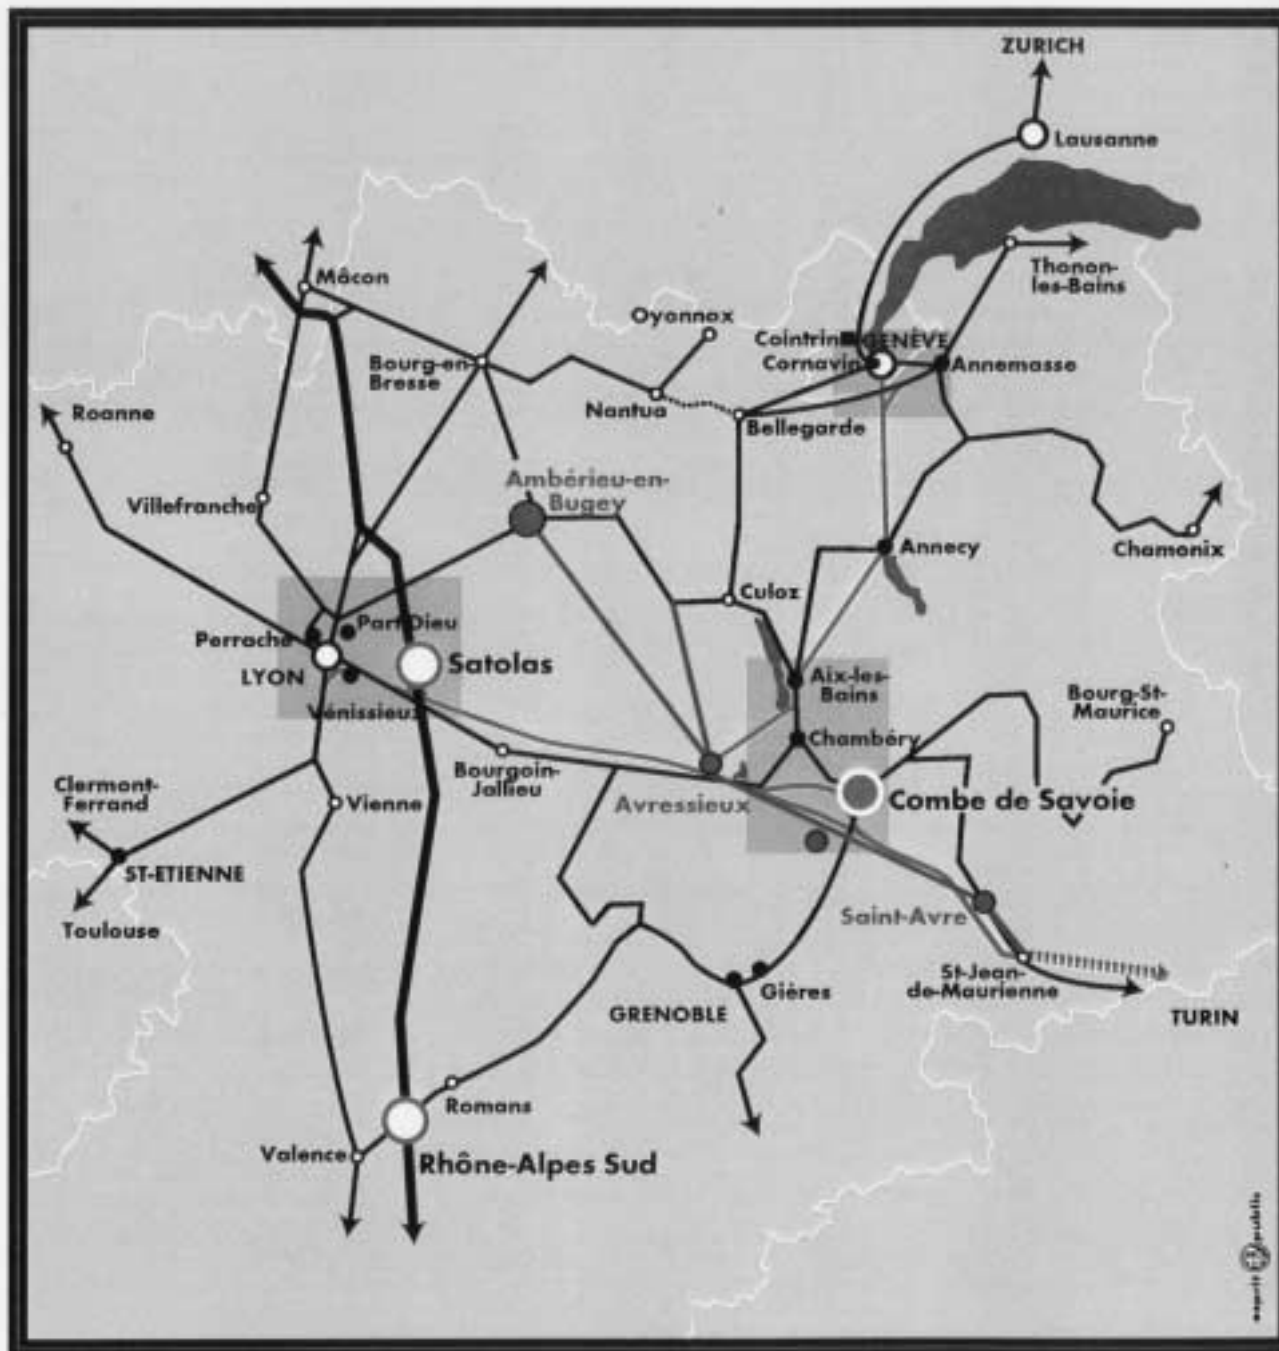 ZURICH
Lausanne
Mâcon
Thonon-
les-Bains
Oyonnax
Cointrin
GENÈVE
Cornavin
Annemasse
Bourg-en-
Bresse
Roanne
Nantua
Bellegarde
Ambérieu-en-
Bugey
Villefranche
Annecy
Chamonix
Culoz
Part Dieu
Perrache
LYON
Satolas
Aix-les-
Bains
Bourg-St-
Maurice
Vénissieux
Chambéry
Bourgoin-
Jallieu
Clermont-
Ferrand
Vienne
Avressieux
Combe de Savoie
ST-ETIENNE
Saint-Avre
Toulouse
St-Jean-
de-Maurienne
Gières
GRENOBLE
TURIN
Romans
Valence
Rhône-Alpes Sud
esprit public